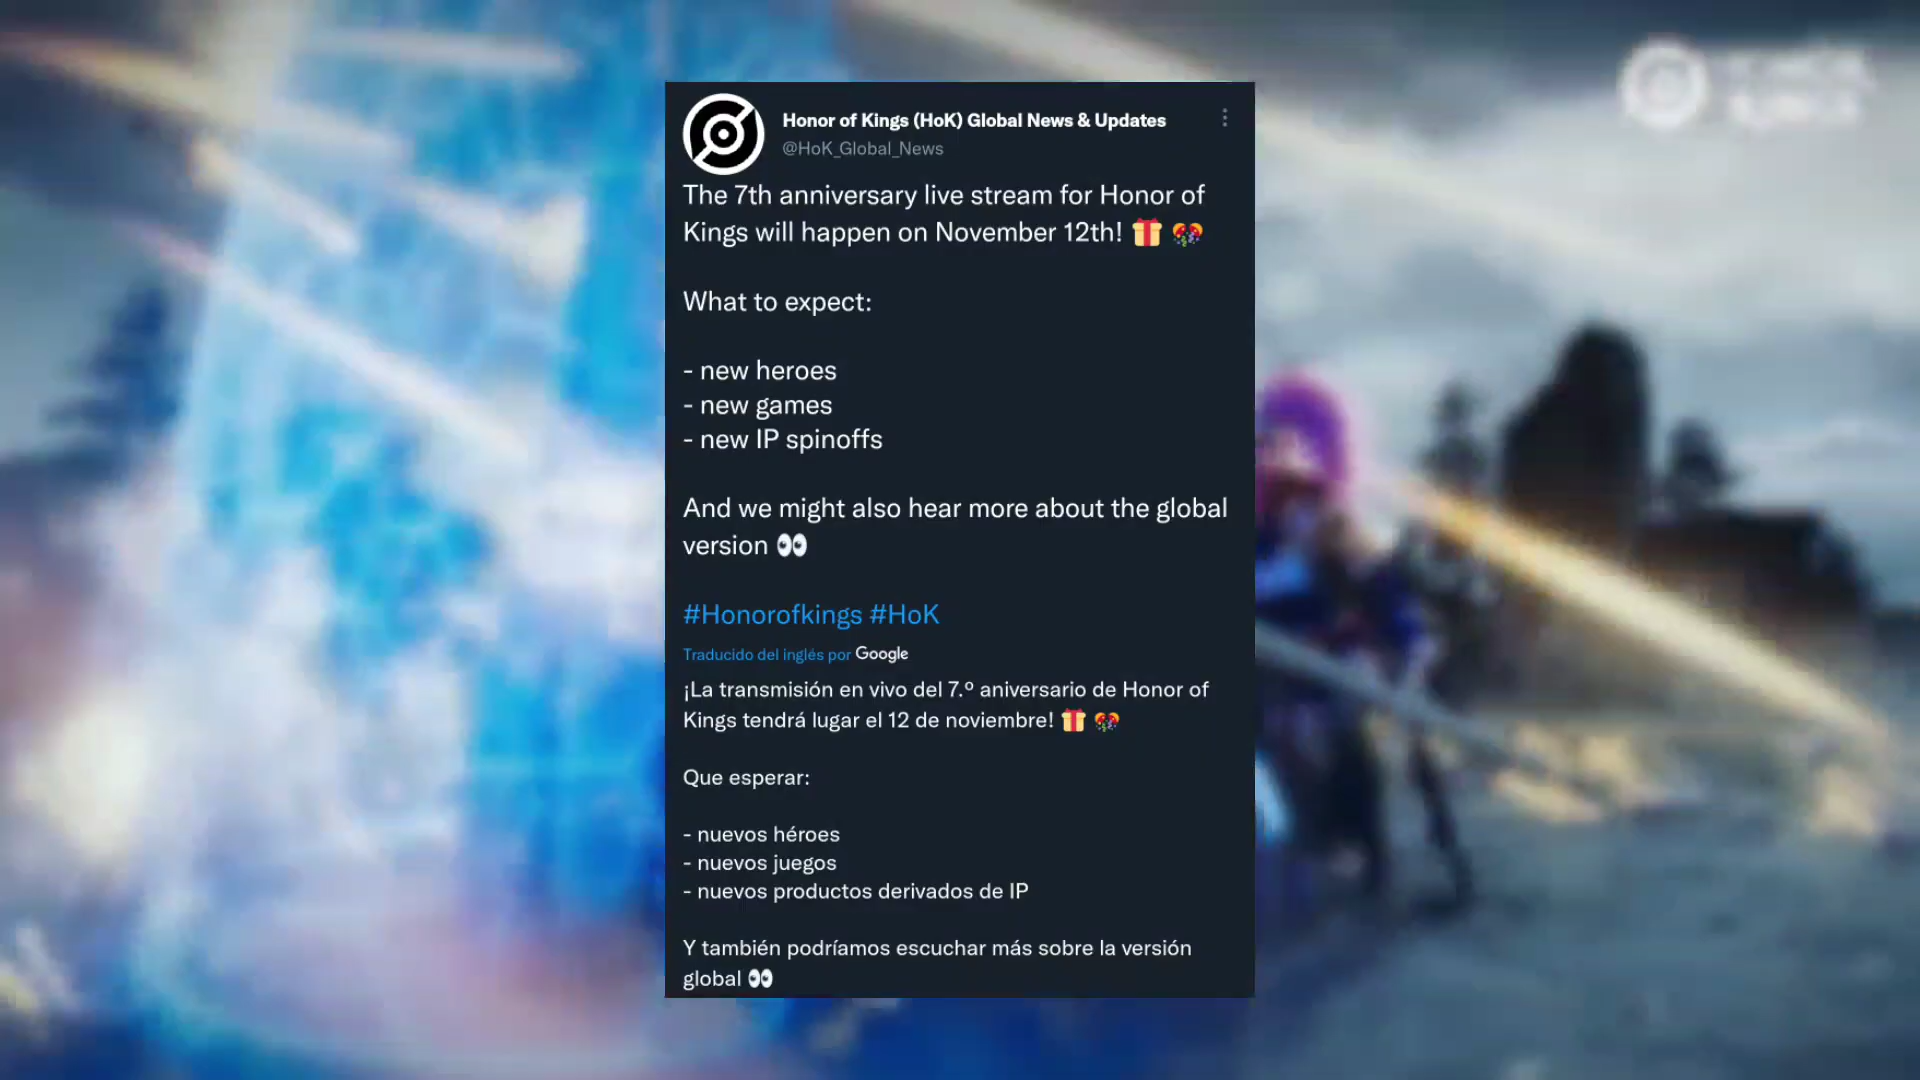 Honor of Kings (HoK) Global News & Updates
@HoK_Global_News
The 7th anniversary live stream for Honor of
Kings will happen on November 12th! 🎁 🎊
What to expect:
- new heroes
- new games
- new IP spinoffs
And we might also hear more about the global
version 👀
#Honorofkings #HoK
Traducido del inglés por Google
¡La transmisión en vivo del 7.º aniversario de Honor of
Kings tendrá lugar el 12 de noviembre! 🎁 🎊
Que esperar:
- nuevos héroes
- nuevos juegos
- nuevos productos derivados de IP
Y también podríamos escuchar más sobre la versión
global 👀
HONOR
KINGS